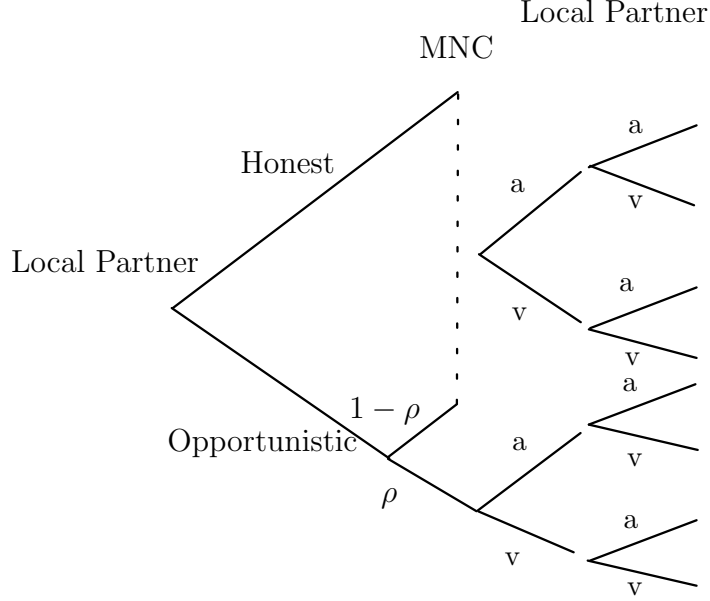 Local Partner
MNC
a
Honest
a
v
Local Partner
a
v
v
a
1 − ρ
a
Opportunistic
v
ρ
a
v
v